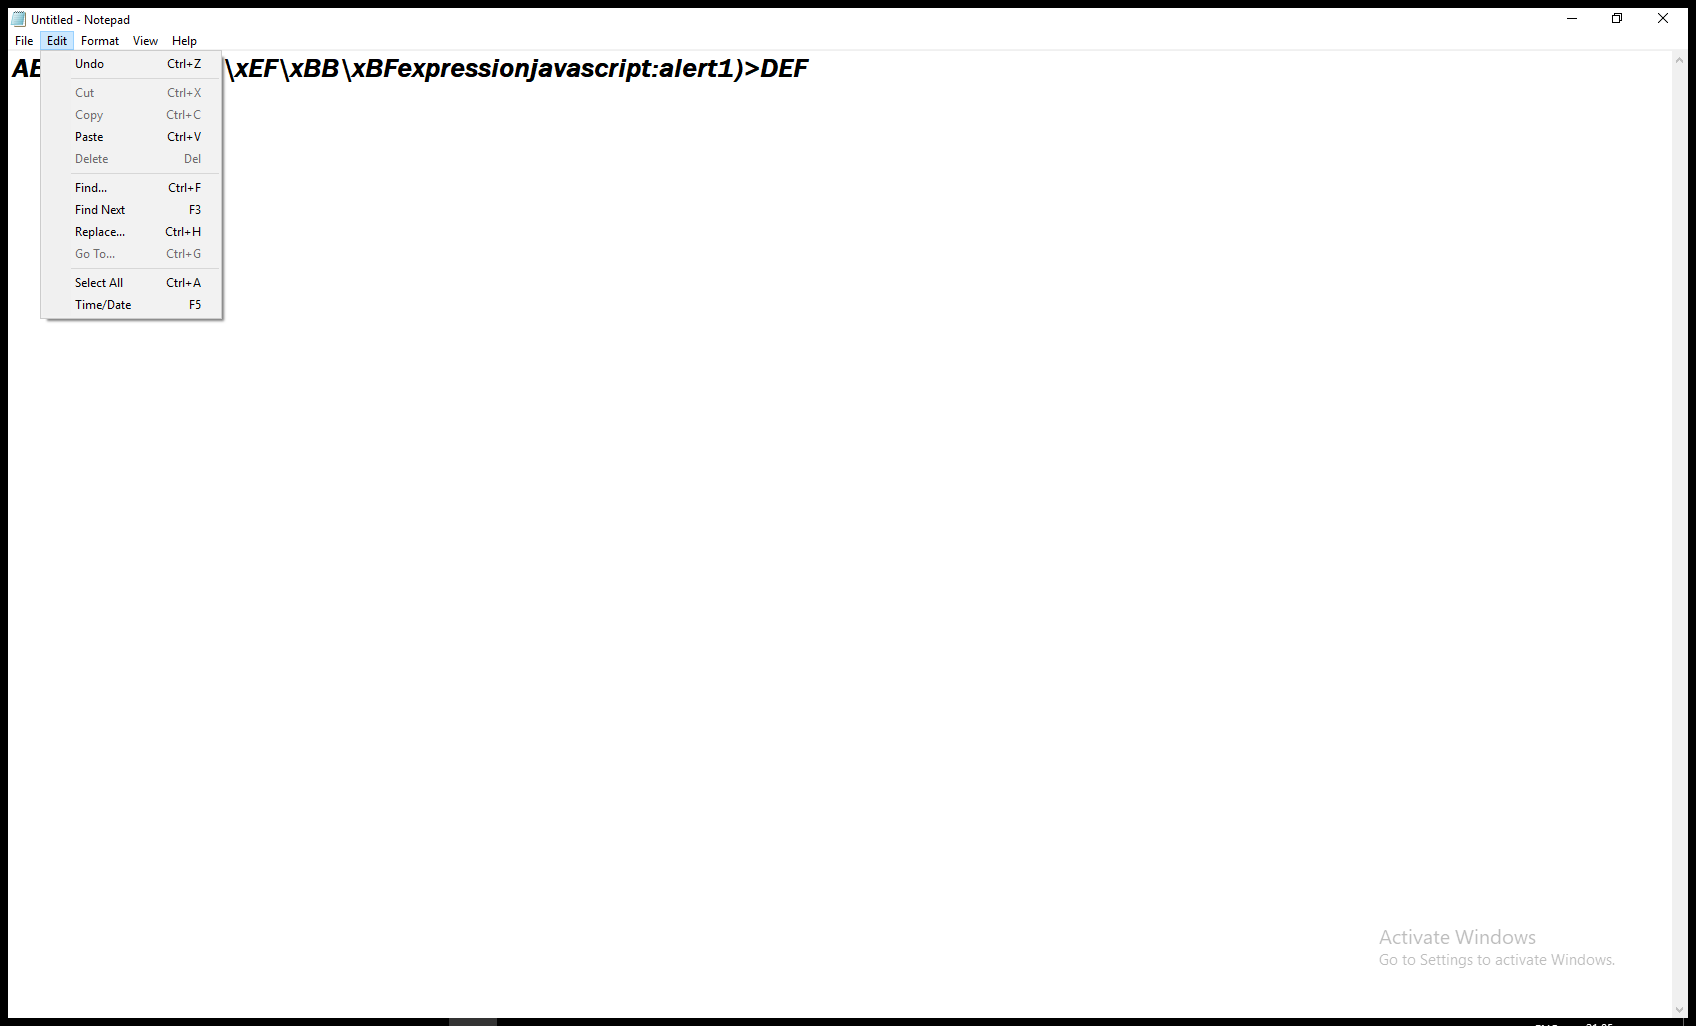 Untitled - Notepad
File Edit Format View Help
\xEF\xBB\xBFexpressionjavascript:alert1)>DEF
Undo Ctrl+Z
Cut Ctrl+X
Copy Ctrl+C
Paste Ctrl+V
Delete Del
Find... Ctrl+F
Find Next F3
Replace... Ctrl+H
Go To... Ctrl+G
Select All Ctrl+A
Time/Date F5
Activate Windows
Go to Settings to activate Windows.